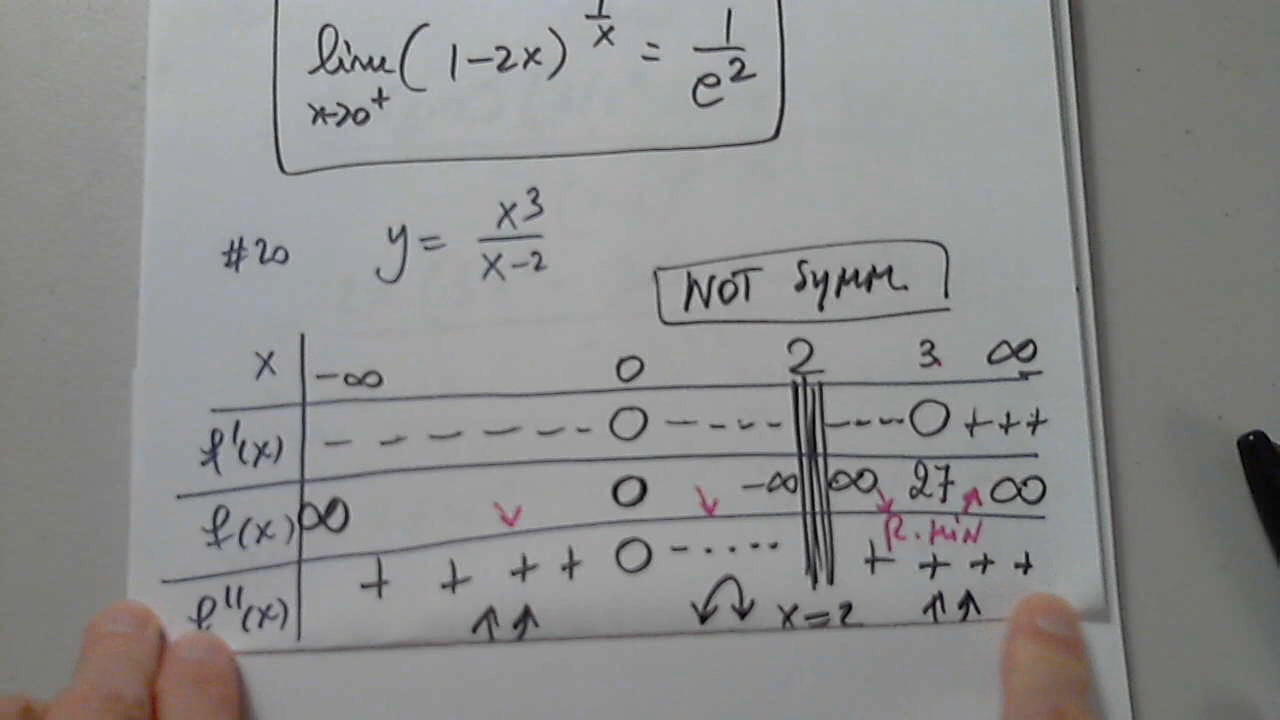 lim x→0⁺ (1-2x)^(1/x) = 1/e²
#20 y = x³/(x-2)
NOT SYMM.
x -∞ 0 2 3 ∞
f'(x) - - - - - - 0 - - - - - - - - 0 +++
f(x) ∞ ↘ 0 ↘ -∞ ∞ ↘ 27 ↗ ∞
R. MIN
f''(x) + + + + 0 - · · · · + + + +
x=2